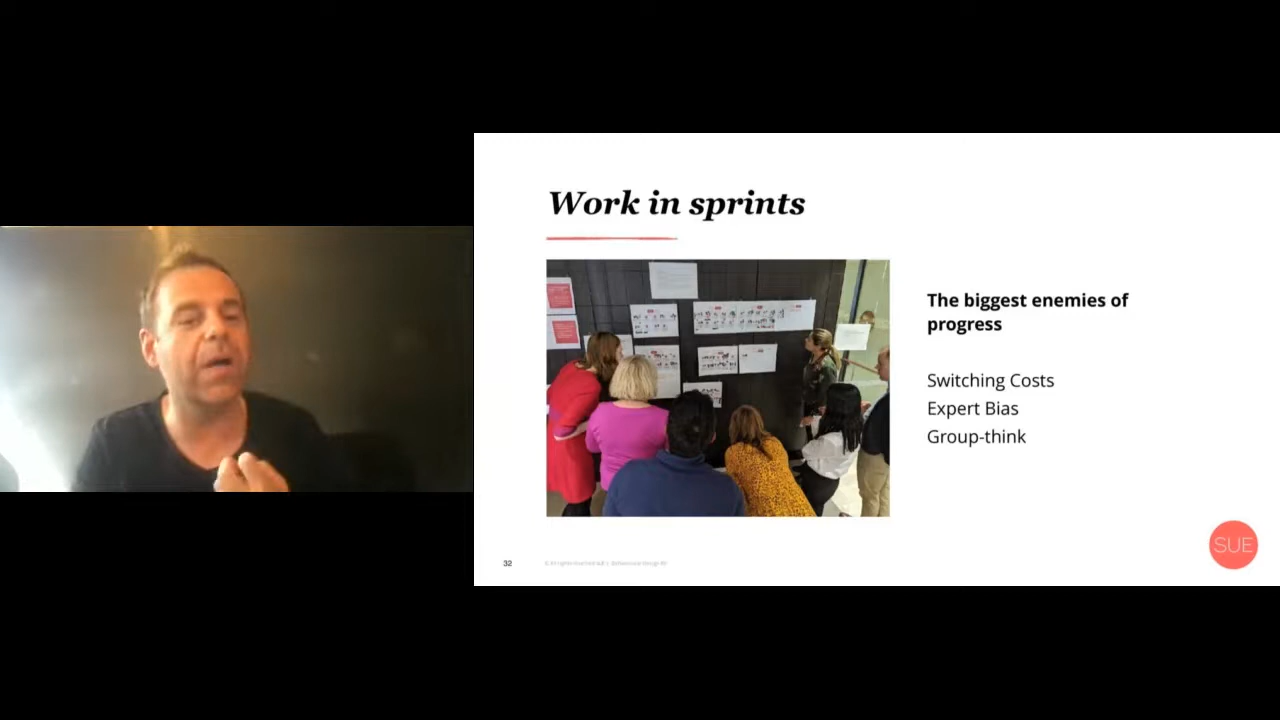 Work in sprints
The biggest enemies of
progress
Switching Costs
Expert Bias
Group-think
SUE
32